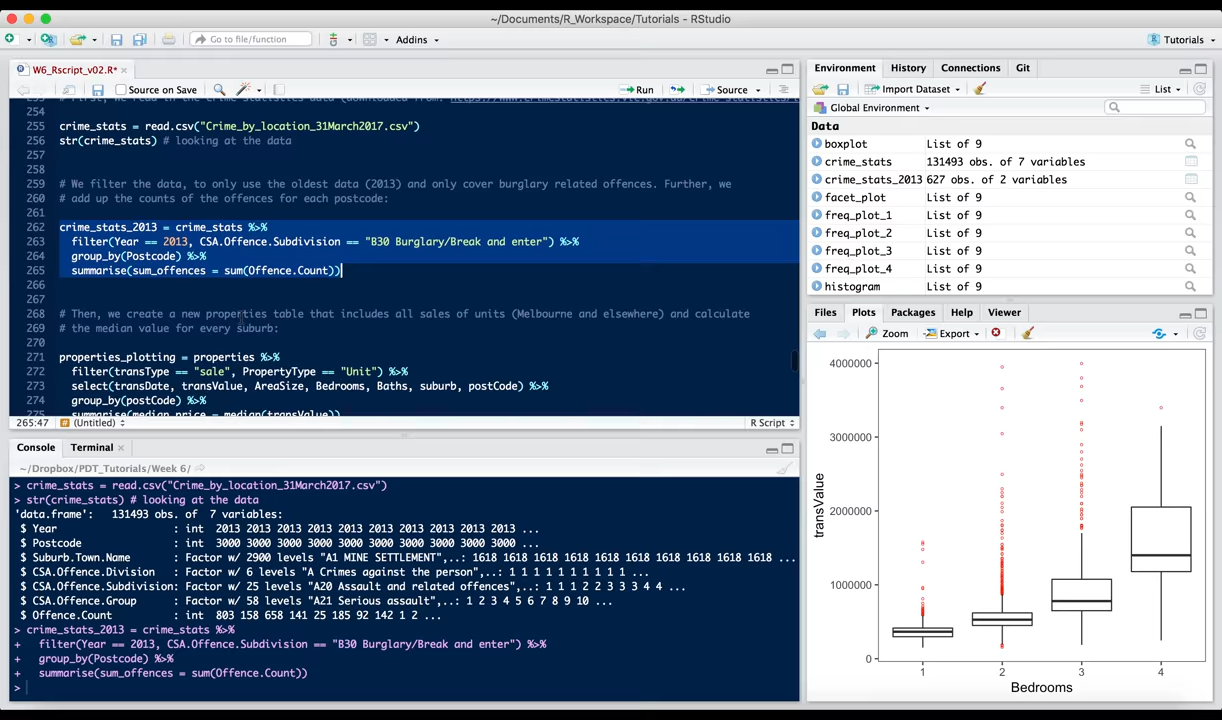 ~/Documents/R_Workspace/Tutorials - RStudio
Go to file/function
Addins
Tutorials
W6_Rscript_v02.R*
Source on Save
Run
Source
254
255 crime_stats = read.csv("Crime_by_location_31March2017.csv")
256 str(crime_stats) # looking at the data
257
258
259 # We filter the data, to only use the oldest data (2013) and only cover burglary related offences. Further, we
260 # add up the counts of the offences for each postcode:
261
262 crime_stats_2013 = crime_stats %>%
263 filter(Year == 2013, CSA.Offence.Subdivision == "B30 Burglary/Break and enter") %>%
264 group_by(Postcode) %>%
265 summarise(sum_offences = sum(Offence.Count))
266
267
268 # Then, we create a new properties table that includes all sales of units (Melbourne and elsewhere) and calculate
269 # the median value for every suburb:
270
271 properties_plotting = properties %>%
272 filter(transType == "sale", PropertyType == "Unit") %>%
273 select(transDate, transValue, AreaSize, Bedrooms, Baths, suburb, postCode) %>%
274 group_by(postCode) %>%
275 summarise(median_price = median(transValue))
265:47 (Untitled) R Script
Console Terminal
~/Dropbox/PDT_Tutorials/Week 6/
> crime_stats = read.csv("Crime_by_location_31March2017.csv")
> str(crime_stats) # looking at the data
'data.frame': 131493 obs. of 7 variables:
$ Year : int 2013 2013 2013 2013 2013 2013 2013 2013 2013 2013 ...
$ Postcode : int 3000 3000 3000 3000 3000 3000 3000 3000 3000 3000 ...
$ Suburb.Town.Name : Factor w/ 2900 levels "A1 MINE SETTLEMENT",..: 1618 1618 1618 1618 1618 1618 1618 1618 1618 1618 ...
$ CSA.Offence.Division : Factor w/ 6 levels "A Crimes against the person",..: 1 1 1 1 1 1 1 1 1 1 ...
$ CSA.Offence.Subdivision: Factor w/ 25 levels "A20 Assault and related offences",..: 1 1 1 2 2 3 3 3 4 4 ...
$ CSA.Offence.Group : Factor w/ 58 levels "A21 Serious assault",..: 1 2 3 4 5 6 7 8 9 10 ...
$ Offence.Count : int 803 158 658 141 25 185 92 142 1 2 ...
> crime_stats_2013 = crime_stats %>%
+ filter(Year == 2013, CSA.Offence.Subdivision == "B30 Burglary/Break and enter") %>%
+ group_by(Postcode) %>%
+ summarise(sum_offences = sum(Offence.Count))
>
Environment History Connections Git
Import Dataset List
Global Environment
Data
boxplot List of 9
crime_stats 131493 obs. of 7 variables
crime_stats_2013 627 obs. of 2 variables
facet_plot List of 9
freq_plot_1 List of 9
freq_plot_2 List of 9
freq_plot_3 List of 9
freq_plot_4 List of 9
histogram List of 9
Files Plots Packages Help Viewer
Zoom Export
4000000
3000000
2000000
1000000
0
transValue
1 2 3 4
Bedrooms